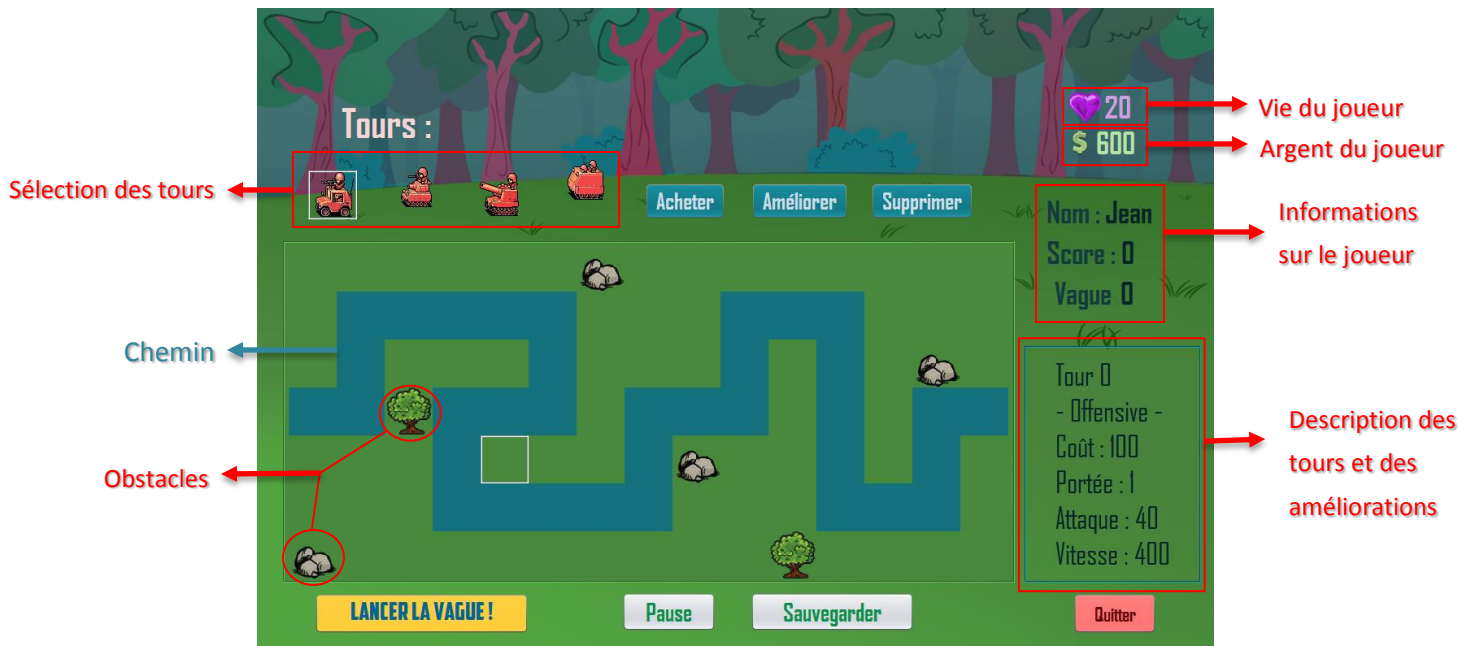 Tours :
20
$ 600
Vie du joueur
Argent du joueur
Sélection des tours
Acheter
Améliorer
Supprimer
Nom : Jean
Score : 0
Vague 0
Informations
sur le joueur
Chemin
Obstacles
Tour 0
- Offensive -
Coût : 100
Portée : 1
Attaque : 40
Vitesse : 400
Description des
tours et des
améliorations
LANCER LA VAGUE !
Pause
Sauvegarder
Quitter